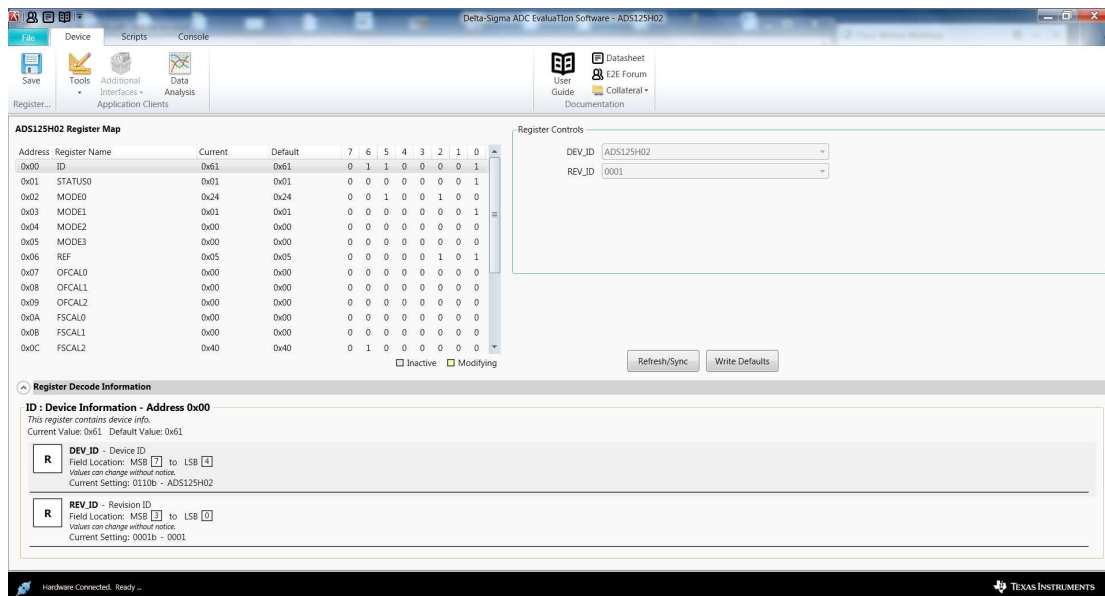 Delta-Sigma ADC EvaluaTIon Software - ADS125H02
File Device Scripts Console
Save Tools Additional Interfaces Data Analysis
User Guide Datasheet
E2E Forum
Collateral
Register... Application Clients Documentation
ADS125H02 Register Map
Address Register Name Current Default 7 6 5 4 3 2 1 0
0x00 ID 0x61 0x61 0 1 1 0 0 0 0 1
0x01 STATUS0 0x01 0x01 0 0 0 0 0 0 0 1
0x02 MODE0 0x24 0x24 0 0 1 0 0 1 0 0
0x03 MODE1 0x01 0x01 0 0 0 0 0 0 0 1
0x04 MODE2 0x00 0x00 0 0 0 0 0 0 0 0
0x05 MODE3 0x00 0x00 0 0 0 0 0 0 0 0
0x06 REF 0x05 0x05 0 0 0 0 0 1 0 1
0x07 OFCAL0 0x00 0x00 0 0 0 0 0 0 0 0
0x08 OFCAL1 0x00 0x00 0 0 0 0 0 0 0 0
0x09 OFCAL2 0x00 0x00 0 0 0 0 0 0 0 0
0x0A FSCAL0 0x00 0x00 0 0 0 0 0 0 0 0
0x0B FSCAL1 0x00 0x00 0 0 0 0 0 0 0 0
0x0C FSCAL2 0x40 0x40 0 1 0 0 0 0 0 0
Inactive Modifying
Register Controls
DEV_ID ADS125H02
REV_ID 0001
Refresh/Sync Write Defaults
Register Decode Information
ID : Device Information - Address 0x00
This register contains device info.
Current Value: 0x61 Default Value: 0x61
R
DEV_ID - Device ID
Field Location: MSB 7 to LSB 4
Values can change without notice.
Current Setting: 0110b - ADS125H02
R
REV_ID - Revision ID
Field Location: MSB 3 to LSB 0
Values can change without notice.
Current Setting: 0001b - 0001
Hardware Connected. Ready ...
TEXAS INSTRUMENTS